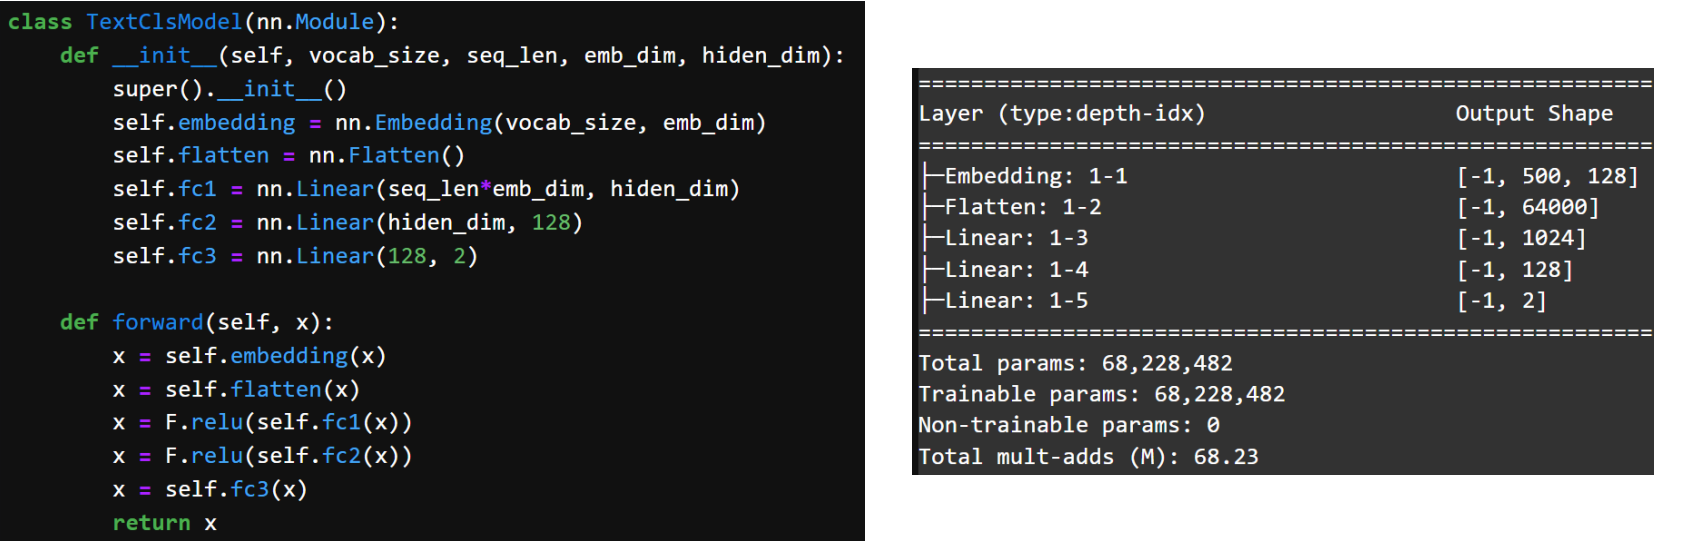 class TextClsModel(nn.Module):
    def __init__(self, vocab_size, seq_len, emb_dim, hiden_dim):
        super().__init__()
        self.embedding = nn.Embedding(vocab_size, emb_dim)
        self.flatten = nn.Flatten()
        self.fc1 = nn.Linear(seq_len*emb_dim, hiden_dim)
        self.fc2 = nn.Linear(hiden_dim, 128)
        self.fc3 = nn.Linear(128, 2)

    def forward(self, x):
        x = self.embedding(x)
        x = self.flatten(x)
        x = F.relu(self.fc1(x))
        x = F.relu(self.fc2(x))
        x = self.fc3(x)
        return x
========================================================
Layer (type:depth-idx)                   Output Shape
========================================================
├─Embedding: 1-1                         [-1, 500, 128]
├─Flatten: 1-2                           [-1, 64000]
├─Linear: 1-3                            [-1, 1024]
├─Linear: 1-4                            [-1, 128]
├─Linear: 1-5                            [-1, 2]
========================================================
Total params: 68,228,482
Trainable params: 68,228,482
Non-trainable params: 0
Total mult-adds (M): 68.23